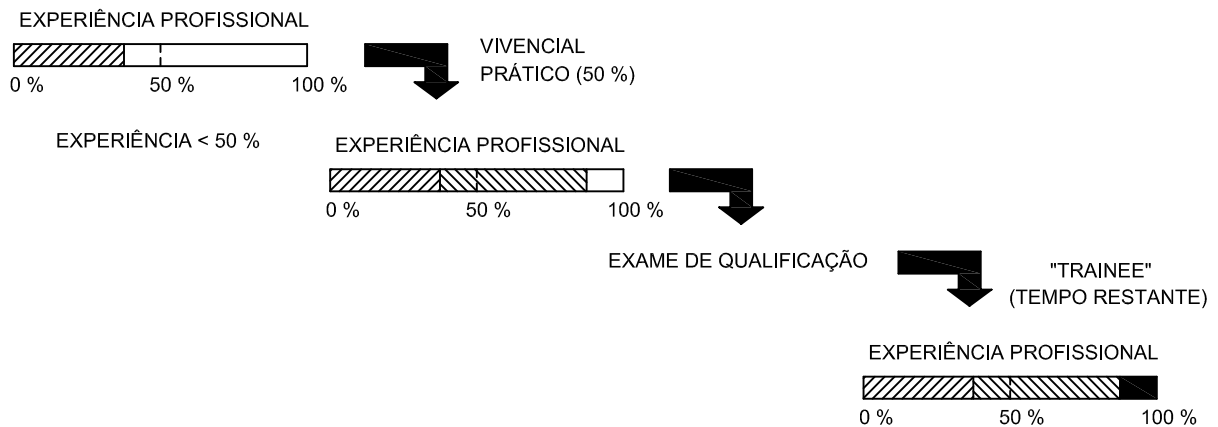 EXPERIÊNCIA PROFISSIONAL
0 %
50 %
100 %
VIVENCIAL
PRÁTICO (50 %)
EXPERIÊNCIA < 50 %
EXPERIÊNCIA PROFISSIONAL
0 %
50 %
100 %
EXAME DE QUALIFICAÇÃO
"TRAINEE"
(TEMPO RESTANTE)
EXPERIÊNCIA PROFISSIONAL
0 %
50 %
100 %